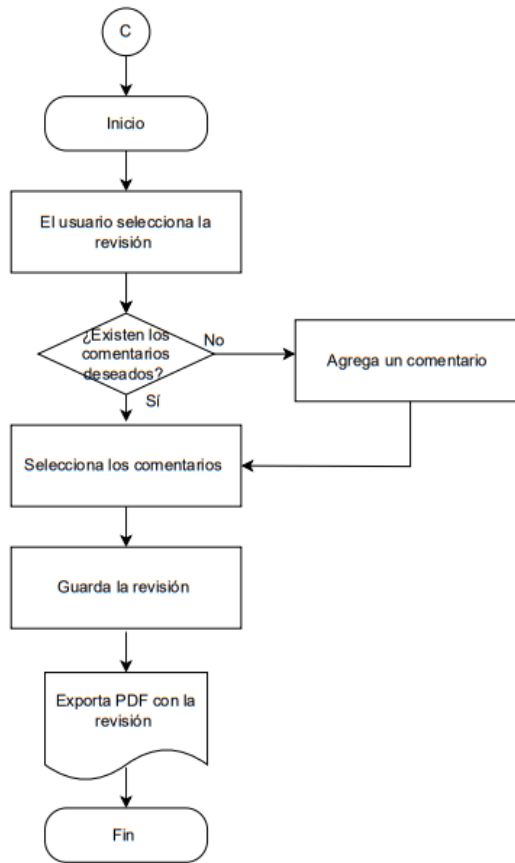 C
Inicio
El usuario selecciona la
revisión
¿Existen los
comentarios
deseados?
No
Agrega un comentario
Sí
Selecciona los comentarios
Guarda la revisión
Exporta PDF con la
revisión
Fin